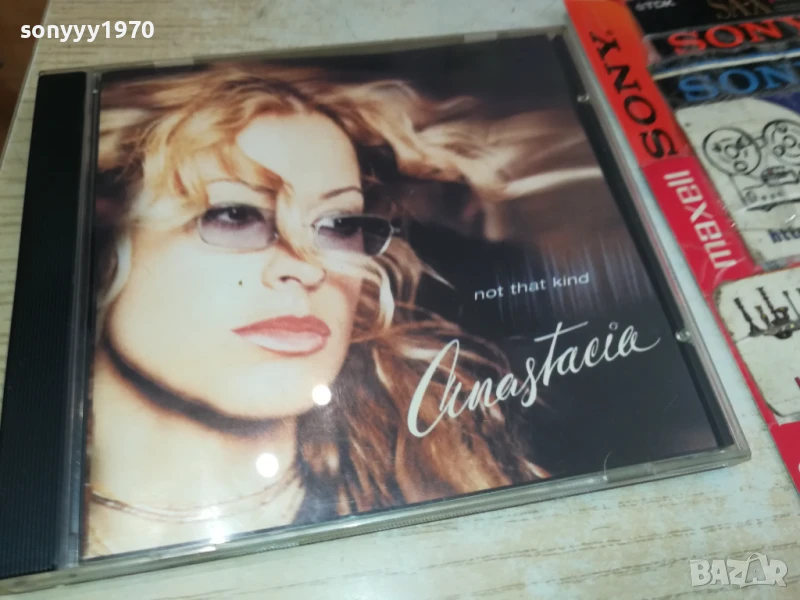 sonyyy1970
TDK
SONY
SONY
SONY
maxell
not that kind
Anastacia
BAZAR